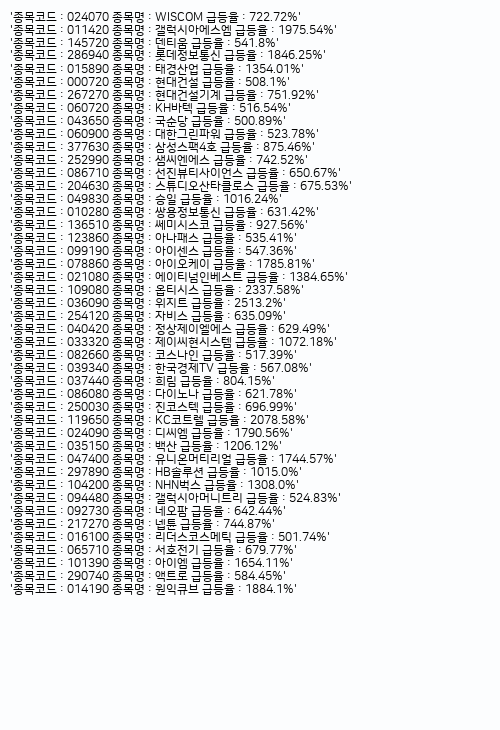 '종목코드 : 024070 종목명 : WISCOM 급등율 : 722.72%'
'종목코드 : 011420 종목명 : 갤럭시아에스엠 급등율 : 1975.54%'
'종목코드 : 145720 종목명 : 덴티움 급등율 : 541.8%'
'종목코드 : 286940 종목명 : 롯데정보통신 급등율 : 1846.25%'
'종목코드 : 015890 종목명 : 태경산업 급등율 : 1354.01%'
'종목코드 : 000720 종목명 : 현대건설 급등율 : 508.1%'
'종목코드 : 267270 종목명 : 현대건설기계 급등율 : 751.92%'
'종목코드 : 060720 종목명 : KH바텍 급등율 : 516.54%'
'종목코드 : 043650 종목명 : 국순당 급등율 : 500.89%'
'종목코드 : 060900 종목명 : 대한그린파워 급등율 : 523.78%'
'종목코드 : 377630 종목명 : 삼성스팩4호 급등율 : 875.46%'
'종목코드 : 252990 종목명 : 샘씨엔에스 급등율 : 742.52%'
'종목코드 : 086710 종목명 : 선진뷰티사이언스 급등율 : 650.67%'
'종목코드 : 204630 종목명 : 스튜디오산타클로스 급등율 : 675.53%'
'종목코드 : 049830 종목명 : 승일 급등율 : 1016.24%'
'종목코드 : 010280 종목명 : 쌍용정보통신 급등율 : 631.42%'
'종목코드 : 136510 종목명 : 쎄미시스코 급등율 : 927.56%'
'종목코드 : 123860 종목명 : 아나패스 급등율 : 535.41%'
'종목코드 : 099190 종목명 : 아이센스 급등율 : 547.36%'
'종목코드 : 078860 종목명 : 아이오케이 급등율 : 1785.81%'
'종목코드 : 021080 종목명 : 에이티넘인베스트 급등율 : 1384.65%'
'종목코드 : 109080 종목명 : 옵티시스 급등율 : 2337.58%'
'종목코드 : 036090 종목명 : 위지트 급등율 : 2513.2%'
'종목코드 : 254120 종목명 : 자비스 급등율 : 635.09%'
'종목코드 : 040420 종목명 : 정상제이엘에스 급등율 : 629.49%'
'종목코드 : 033320 종목명 : 제이씨현시스템 급등율 : 1072.18%'
'종목코드 : 082660 종목명 : 코스나인 급등율 : 517.39%'
'종목코드 : 039340 종목명 : 한국경제TV 급등율 : 567.08%'
'종목코드 : 037440 종목명 : 희림 급등율 : 804.15%'
'종목코드 : 086080 종목명 : 다이노나 급등율 : 621.78%'
'종목코드 : 250030 종목명 : 진코스텍 급등율 : 696.99%'
'종목코드 : 119650 종목명 : KC코트렐 급등율 : 2078.58%'
'종목코드 : 024090 종목명 : 디씨엠 급등율 : 1790.56%'
'종목코드 : 035150 종목명 : 백산 급등율 : 1206.12%'
'종목코드 : 047400 종목명 : 유니온머티리얼 급등율 : 1744.57%'
'종목코드 : 297890 종목명 : HB솔루션 급등율 : 1015.0%'
'종목코드 : 104200 종목명 : NHN벅스 급등율 : 1308.0%'
'종목코드 : 094480 종목명 : 갤럭시아머니트리 급등율 : 524.83%'
'종목코드 : 092730 종목명 : 네오팜 급등율 : 642.44%'
'종목코드 : 217270 종목명 : 넵튠 급등율 : 744.87%'
'종목코드 : 016100 종목명 : 리더스코스메틱 급등율 : 501.74%'
'종목코드 : 065710 종목명 : 서호전기 급등율 : 679.77%'
'종목코드 : 101390 종목명 : 아이엠 급등율 : 1654.11%'
'종목코드 : 290740 종목명 : 액트로 급등율 : 584.45%'
'종목코드 : 014190 종목명 : 원익큐브 급등율 : 1884.1%'